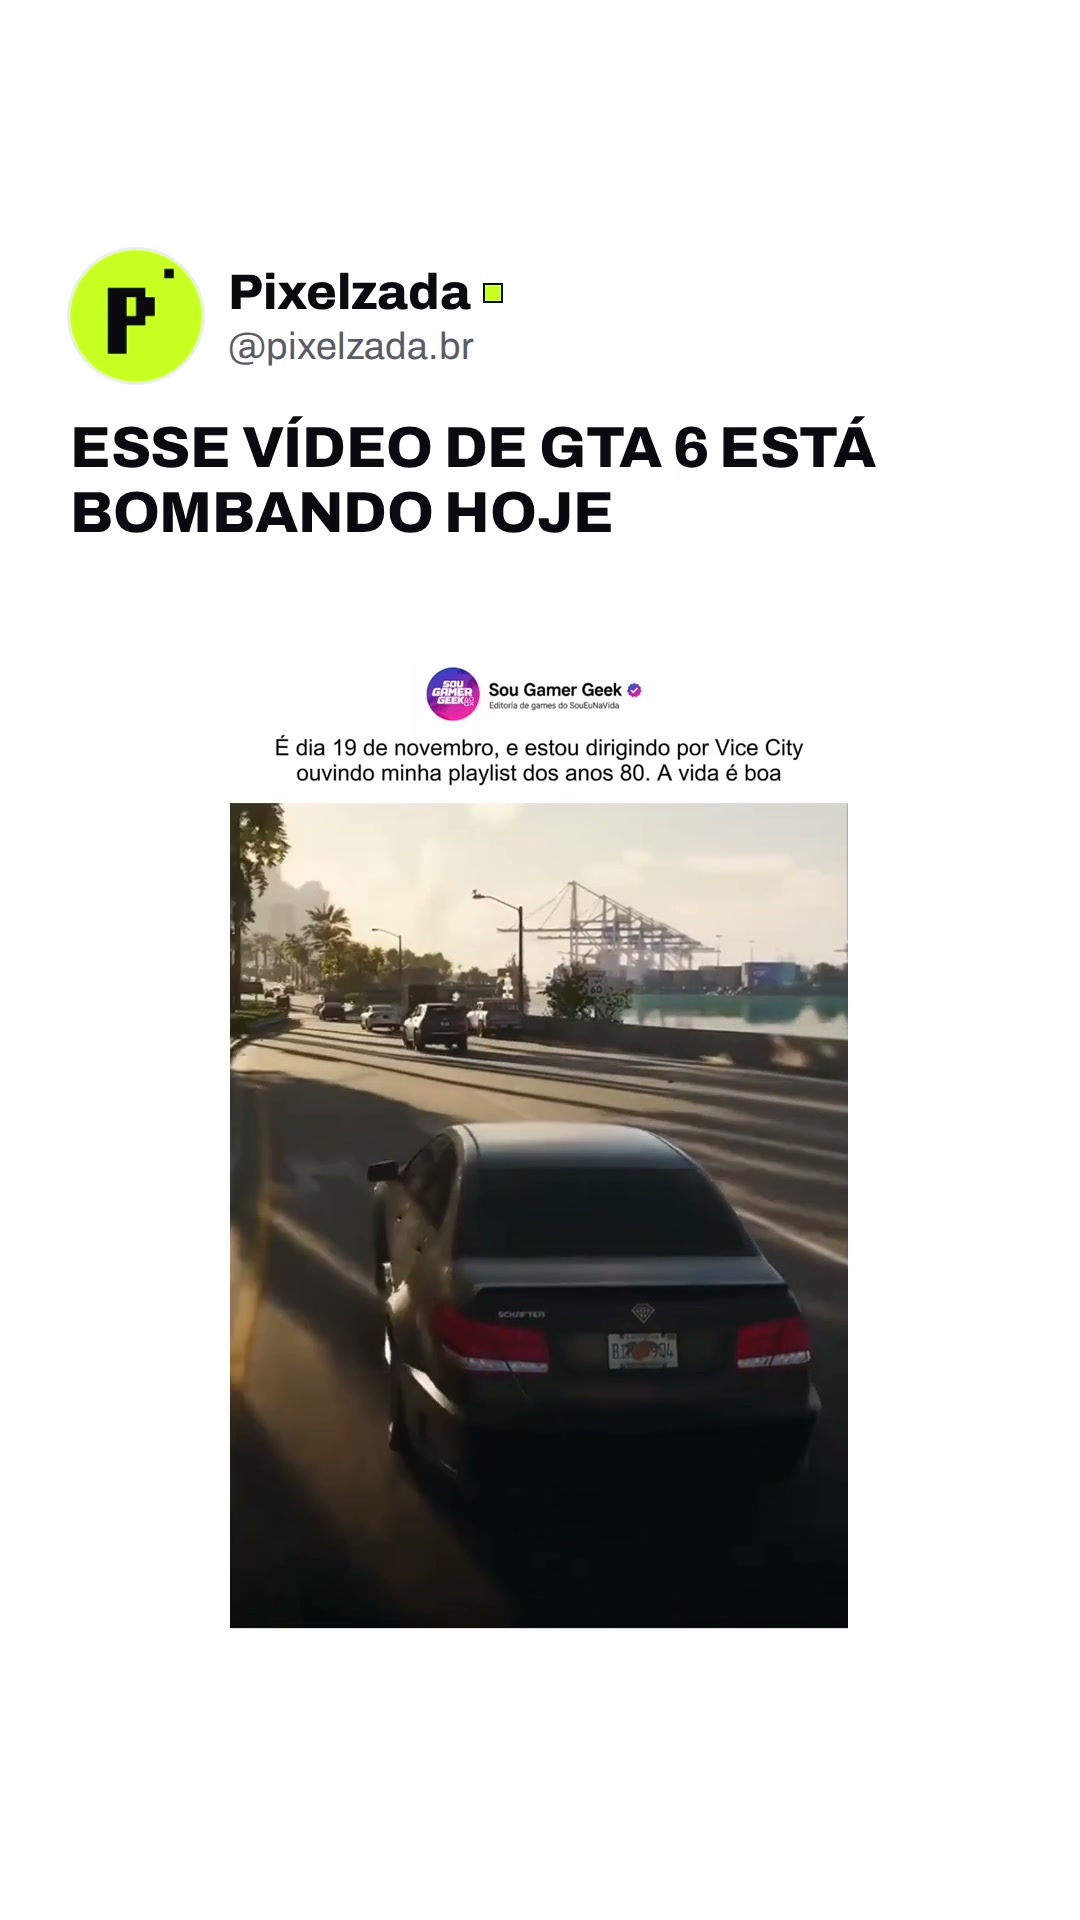 P
Pixelzada
@pixelzada.br
ESSE VÍDEO DE GTA 6 ESTÁ
BOMBANDO HOJE
SOU
GAMER
GEEK
Sou Gamer Geek
Editoria de games do SouEuNaVida
É dia 19 de novembro, e estou dirigindo por Vice City
ouvindo minha playlist dos anos 80. A vida é boa
60
SCHAFTER